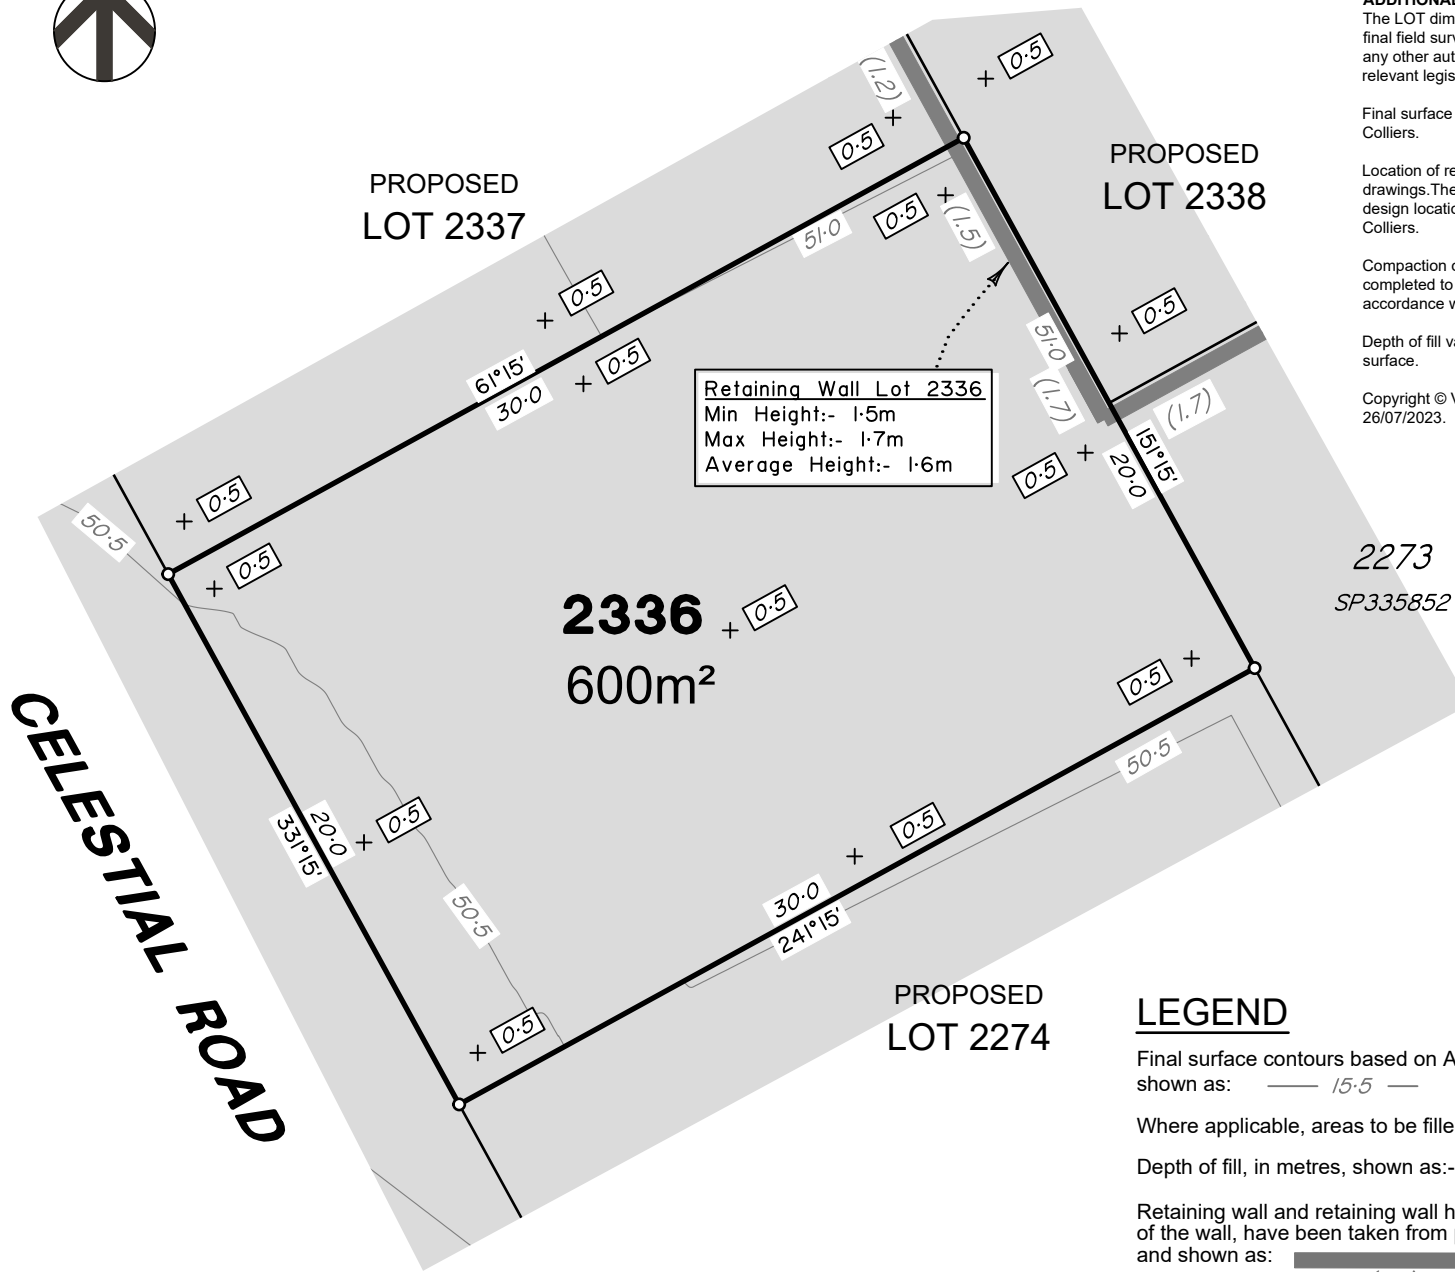 ADDITIONAL
The LOT dim
final field surv
any other aut
relevant legis
Final surface
Colliers.
Location of re
drawings.The
design locatio
Colliers.
Compaction o
completed to
accordance w
Depth of fill va
surface.
Copyright © V
26/07/2023.
(1.2)
0·5
0·5
PROPOSED
LOT 2337
PROPOSED
LOT 2338
51·0
0·5
(1.5)
0·5
0·5
0·5
51·0
61°15'
30·0
Retaining Wall Lot 2336
Min Height:- 1·5m
Max Height:- 1·7m
Average Height:- 1·6m
(1.7)
(1.7)
0·5
151°15'
20·0
0·5
50·5
0·5
2273
SP335852
2336
0·5
600m²
0·5
50·5
CELESTIAL ROAD
331°15'
20·0
0·5
0·5
50·5
30·0
241°15'
0·5
PROPOSED
LOT 2274
LEGEND
Final surface contours based on A
shown as: 15·5
Where applicable, areas to be fille
Depth of fill, in metres, shown as:-
Retaining wall and retaining wall h
of the wall, have been taken from
and shown as: